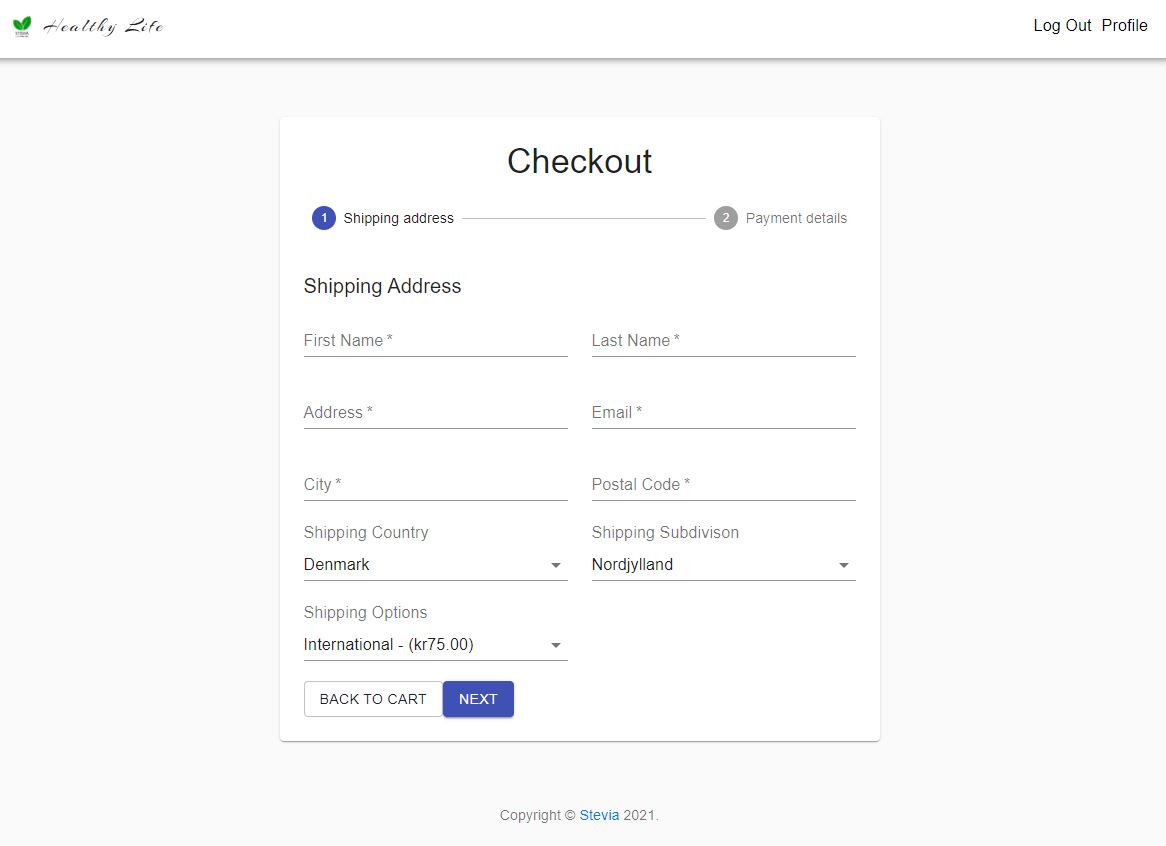 Healthy Life Log Out Profile
Checkout
1 Shipping address 2 Payment details
Shipping Address
First Name * Last Name *
Address * Email *
City * Postal Code *
Shipping Country Shipping Subdivison
Denmark Nordjylland
Shipping Options
International - (kr75.00)
BACK TO CART NEXT
Copyright © Stevia 2021.